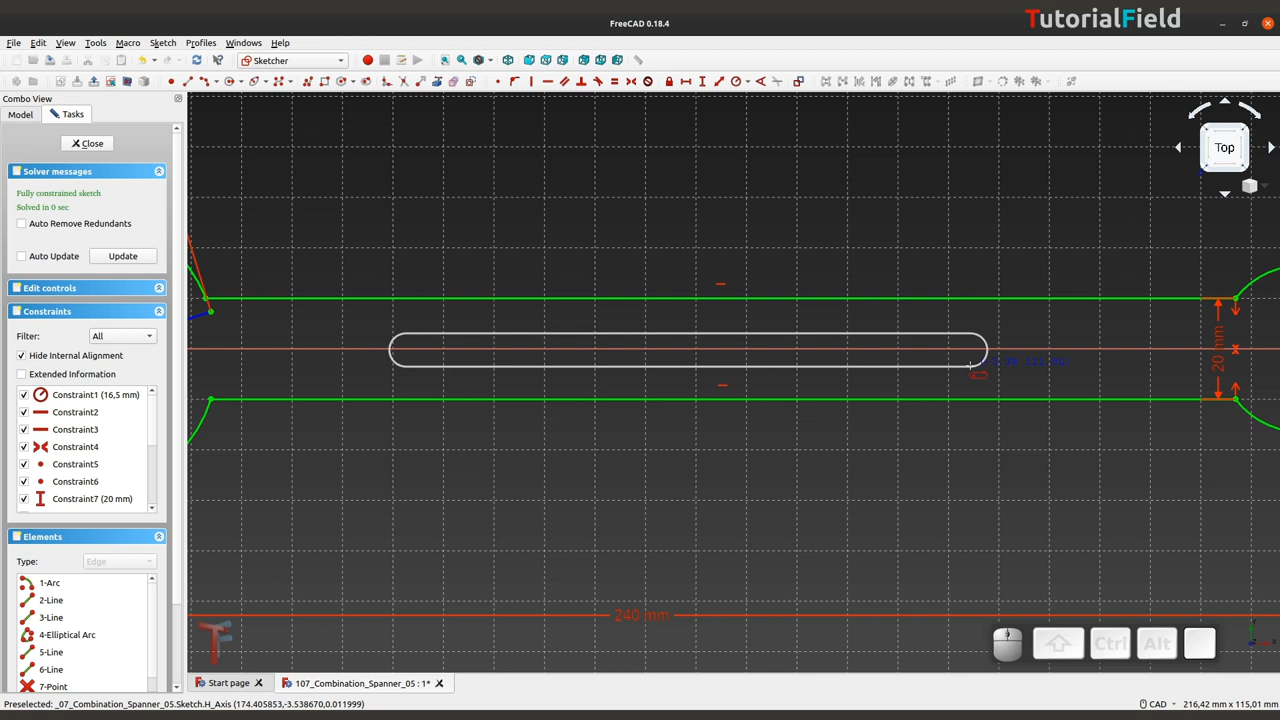 FreeCAD 0.18.4
TutorialField
File Edit View Tools Macro Sketch Profiles Windows Help
Sketcher
Combo View
Model Tasks
Close
Solver messages
Fully constrained sketch
Solved in 0 sec
Auto Remove Redundants
Auto Update Update
Edit controls
Constraints
Filter: All
Hide Internal Alignment
Extended Information
Constraint1 (16,5 mm)
Constraint2
Constraint3
Constraint4
Constraint5
Constraint6
Constraint7 (20 mm)
Elements
Type: Edge
1-Arc
2-Line
3-Line
4-Elliptical Arc
5-Line
6-Line
7-Point
Top
20 mm
240 mm
Ctrl Alt
Start page 107_Combination_Spanner_05 : 1*
Preselected: _07_Combination_Spanner_05.Sketch.H_Axis (174.405853,-3.538670,0.011999)
CAD 216,42 mm x 115,01 mm